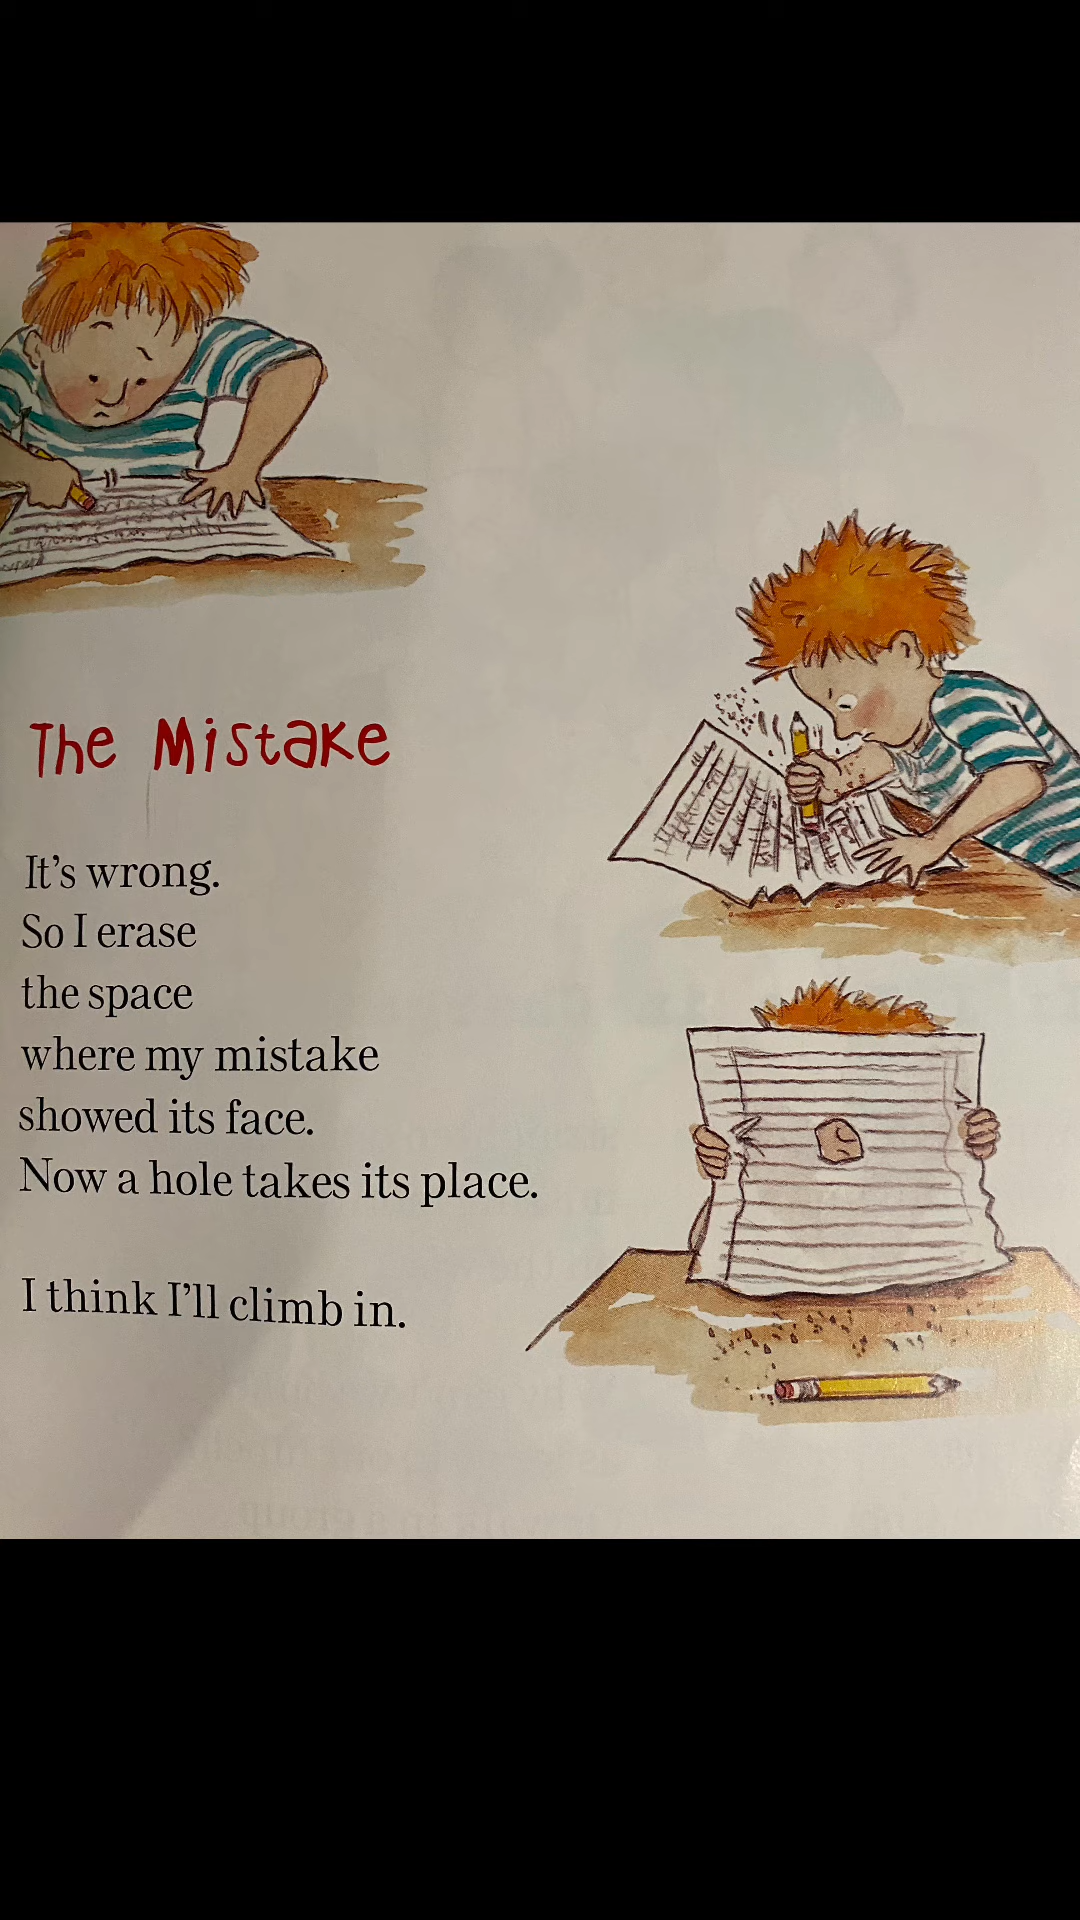 The Mistake
It's wrong.
So I erase
the space
where my mistake
showed its face.
Now a hole takes its place.
I think I'll climb in.